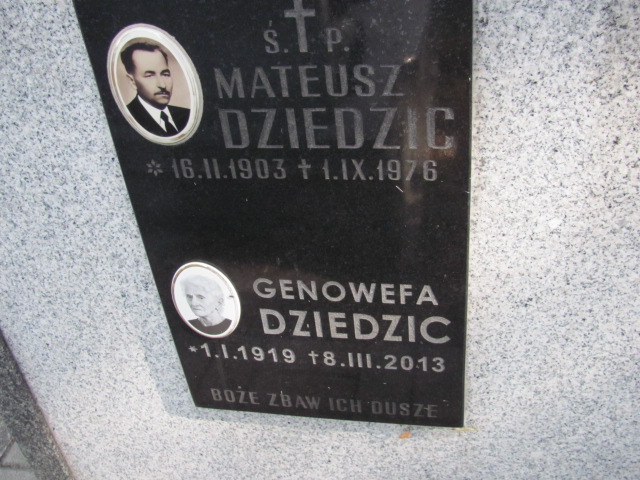 Ś. P.
MATEUSZ
DZIEDZIC
* 16.II.1903 † 1.IX.1976
GENOWEFA
DZIEDZIC
*1.I.1919 †8.III.2013
BOŻE ZBAW ICH DUSZE